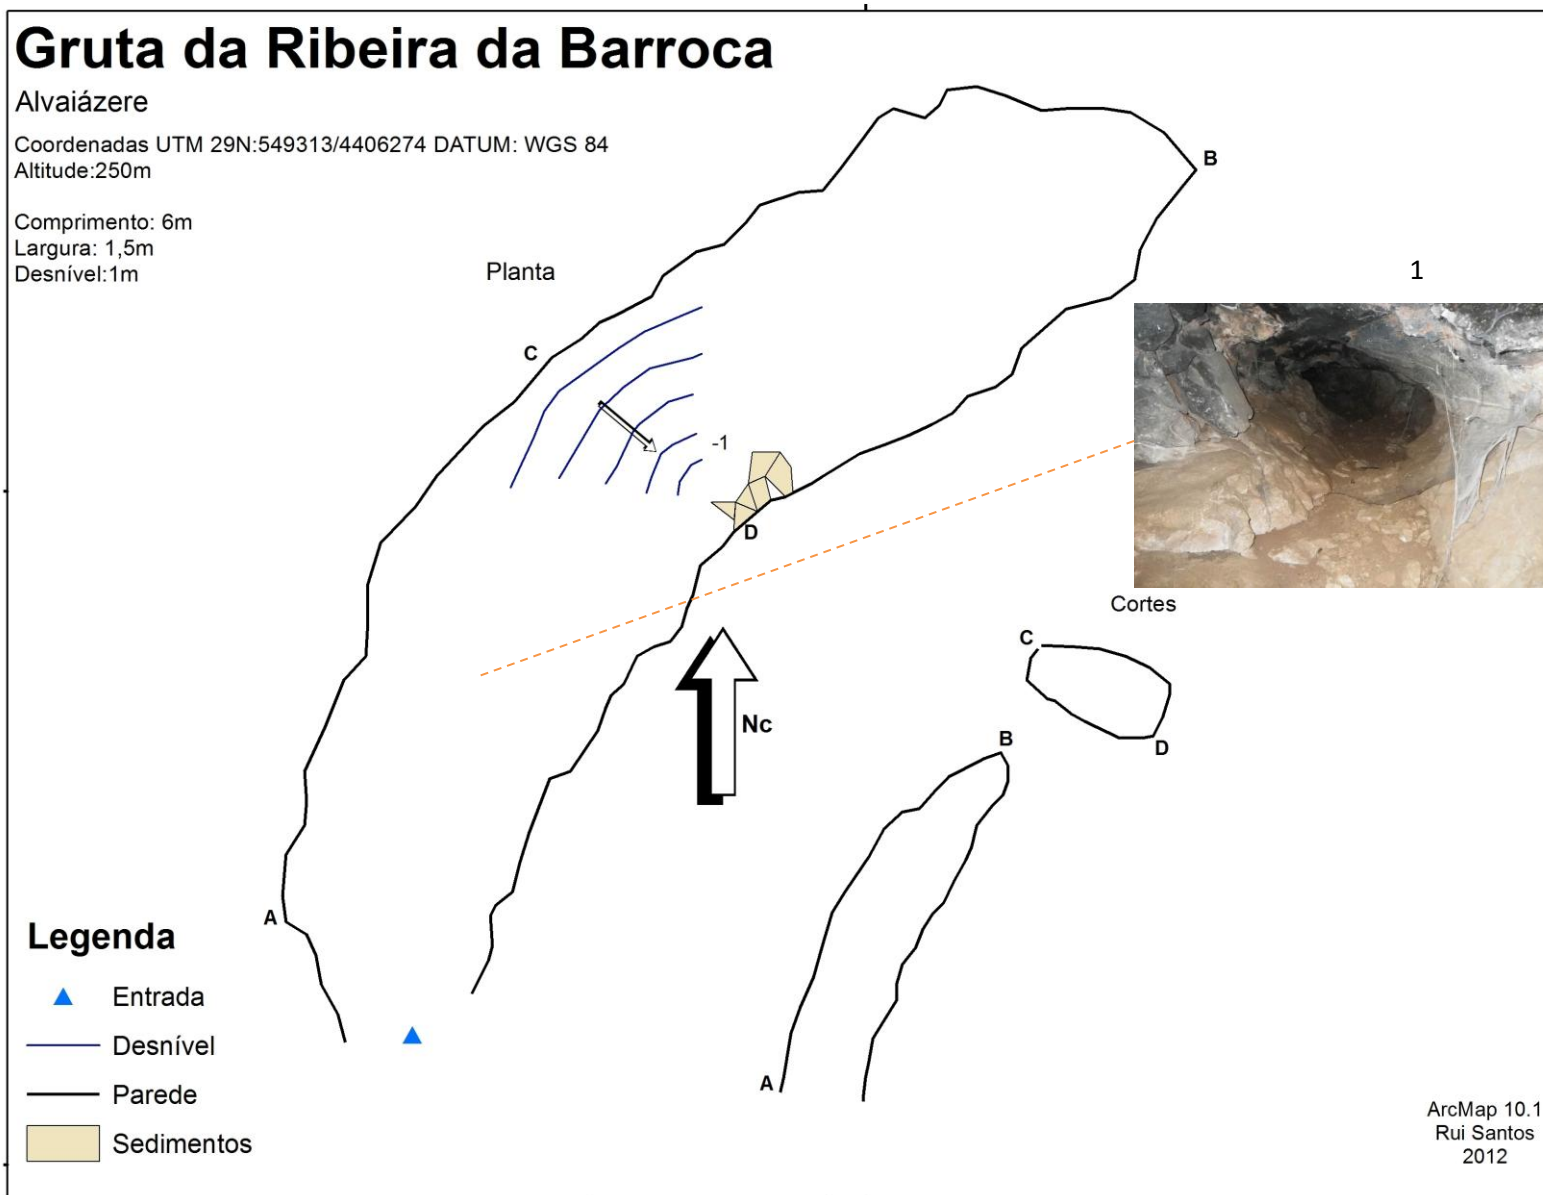 Gruta da Ribeira da Barroca
Alvaiázere
Coordenadas UTM 29N:549313/4406274 DATUM: WGS 84
Altitude:250m
Comprimento: 6m
Largura: 1,5m
Desnível:1m
Planta
B
1
C
-1
D
Cortes
C
D
Nc
B
A
A
Legenda
Entrada
Desnível
Parede
Sedimentos
ArcMap 10.1
Rui Santos
2012